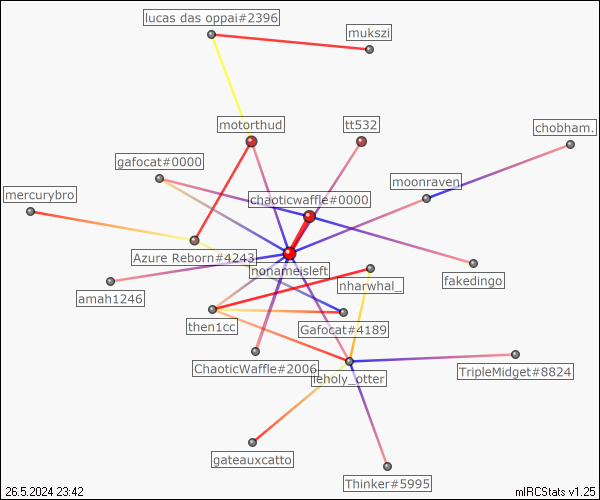 lucas das oppai#2396
mukszi
motorthud
tt532
chobham.
gafocat#0000
moonraven
mercurybro
chaoticwaffle#0000
Azure Reborn#4243
nonameisleft
nharwhal_
fakedingo
amah1246
then1cc
Gafocat#4189
ChaoticWaffle#2006
leholy_otter
TripleMidget#8824
gateauxcatto
Thinker#5995
26.5.2024 23:42
mIRCStats v1.25